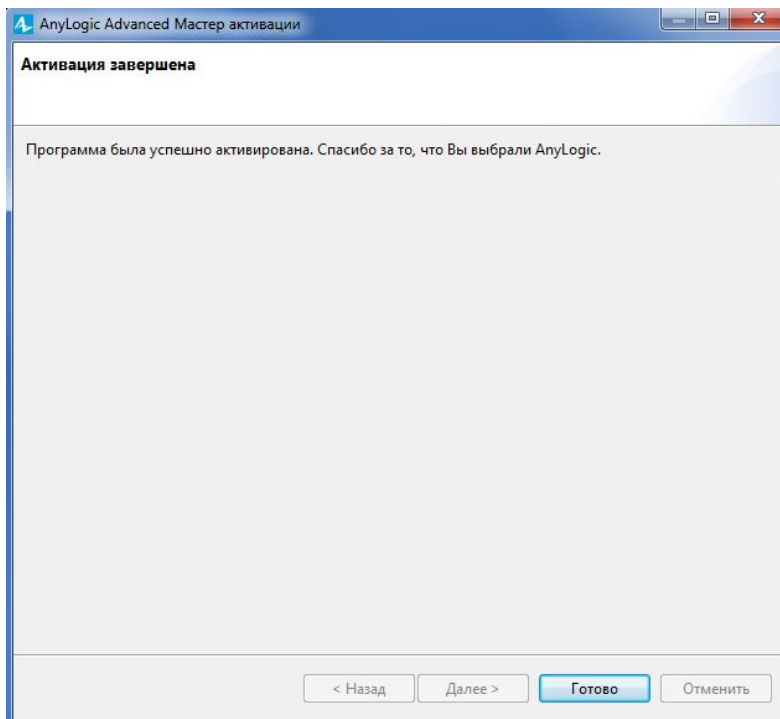 AnyLogic Advanced Мастер активации
Активация завершена
Программа была успешно активирована. Спасибо за то, что Вы выбрали AnyLogic.
< Назад
Далее >
Готово
Отменить